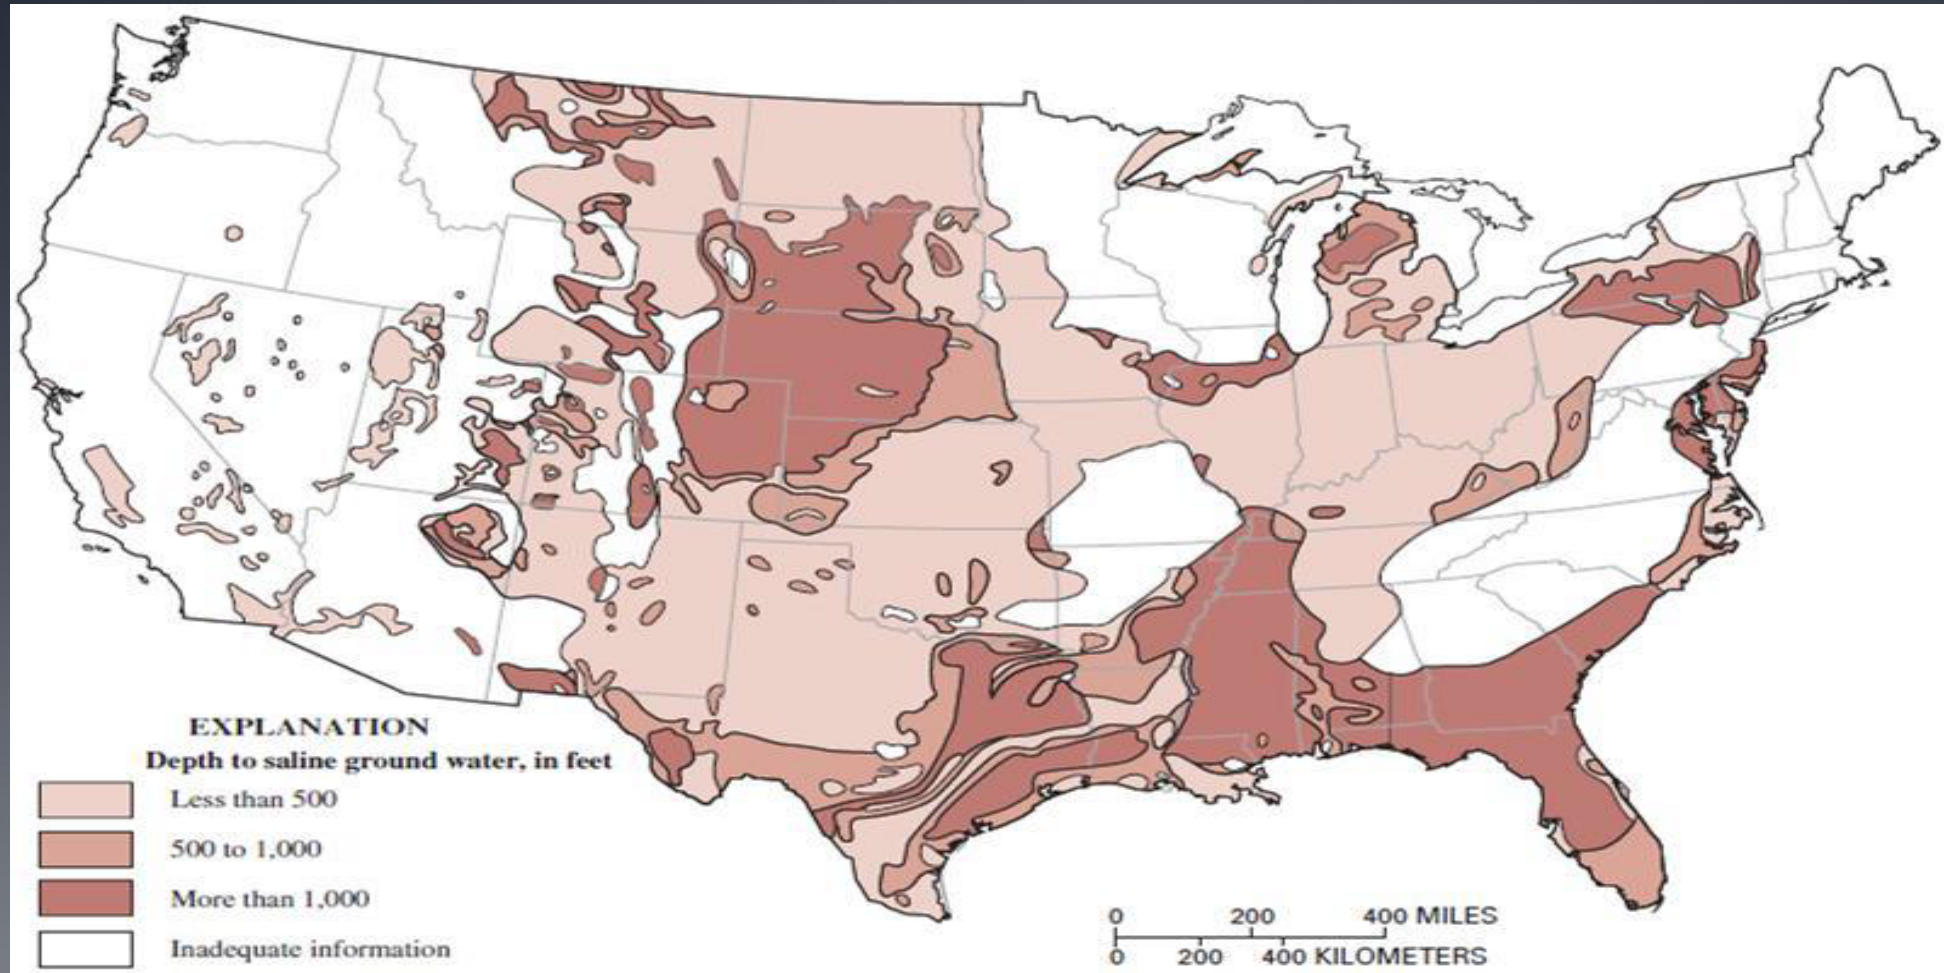 EXPLANATION
Depth to saline ground water, in feet
Less than 500
500 to 1,000
More than 1,000
Inadequate information
0 200 400 MILES
0 200 400 KILOMETERS